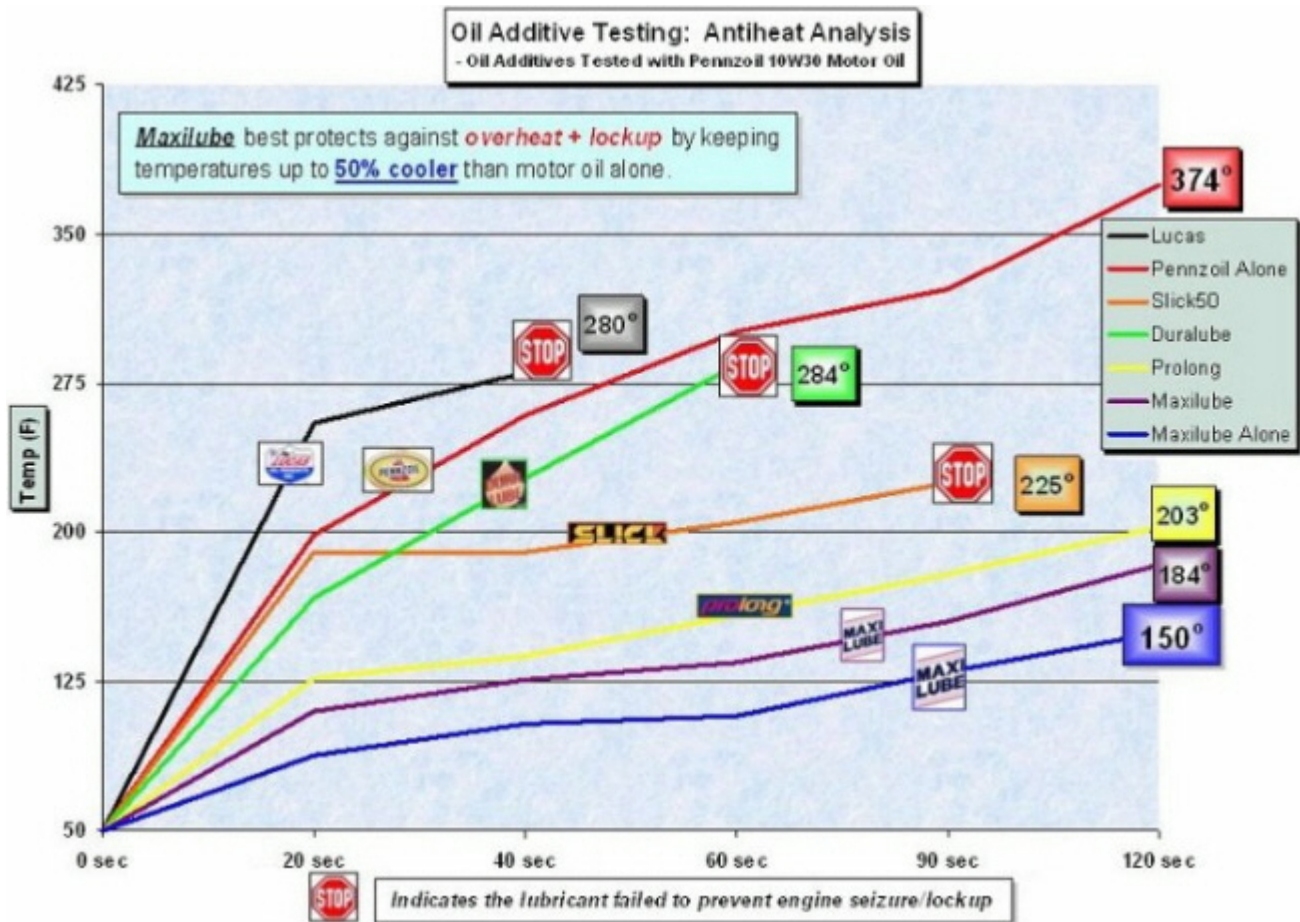 Oil Additive Testing: Antiheat Analysis
- Oil Additives Tested with Pennzoil 10W30 Motor Oil
425
Maxilube best protects against overheat + lockup by keeping
temperatures up to 50% cooler than motor oil alone.
374°
350
Lucas
Pennzoil Alone
Slick50
Duralube
Prolong
Maxilube
Maxilube Alone
STOP
280°
STOP
284°
275
Temp (F)
LUCAS
PENNZOIL
DURA
LUBE
STOP
225°
SLICK
200
203°
184°
prolong
MAXI
LUBE
150°
MAXI
LUBE
125
50
0 sec
20 sec
40 sec
60 sec
90 sec
120 sec
STOP
Indicates the lubricant failed to prevent engine seizure/lockup